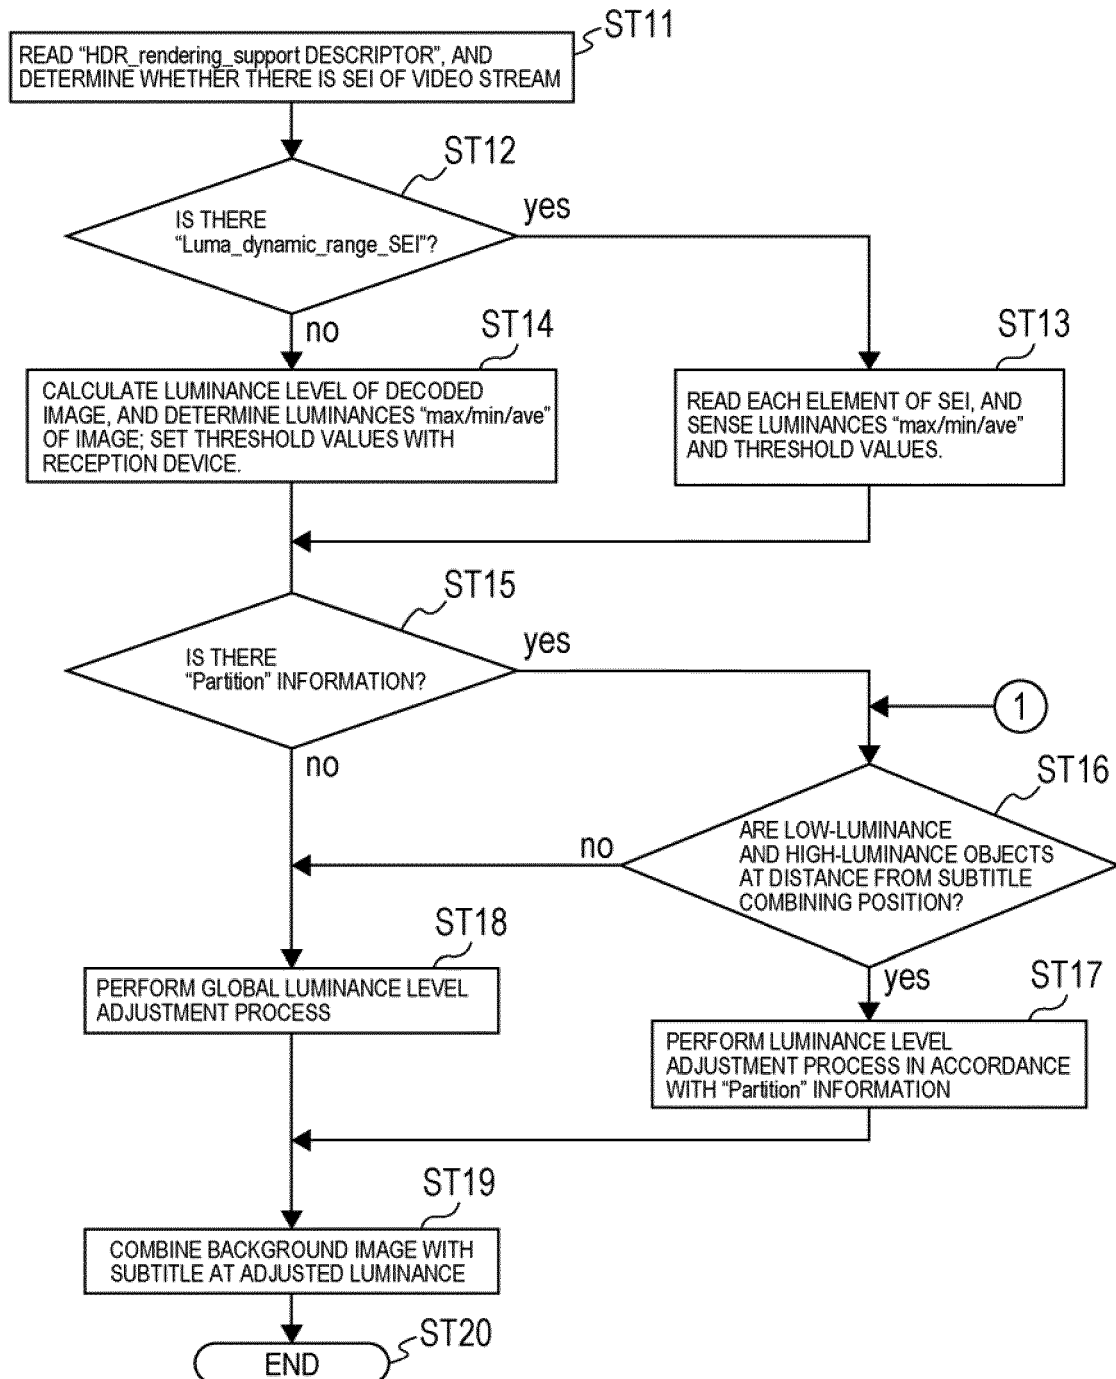 ST11
READ “HDR_rendering_support DESCRIPTOR”, AND
DETERMINE WHETHER THERE IS SEI OF VIDEO STREAM
ST12
IS THERE
“Luma_dynamic_range_SEI”?
yes
no
ST14
CALCULATE LUMINANCE LEVEL OF DECODED
IMAGE, AND DETERMINE LUMINANCES “max/min/ave”
OF IMAGE; SET THRESHOLD VALUES WITH
RECEPTION DEVICE.
ST13
READ EACH ELEMENT OF SEI, AND
SENSE LUMINANCES “max/min/ave”
AND THRESHOLD VALUES.
ST15
IS THERE
“Partition” INFORMATION?
yes
no
1
ST16
ARE LOW-LUMINANCE
AND HIGH-LUMINANCE OBJECTS
AT DISTANCE FROM SUBTITLE
COMBINING POSITION?
no
yes
ST18
PERFORM GLOBAL LUMINANCE LEVEL
ADJUSTMENT PROCESS
ST17
PERFORM LUMINANCE LEVEL
ADJUSTMENT PROCESS IN ACCORDANCE
WITH “Partition” INFORMATION
ST19
COMBINE BACKGROUND IMAGE WITH
SUBTITLE AT ADJUSTED LUMINANCE
ST20
END